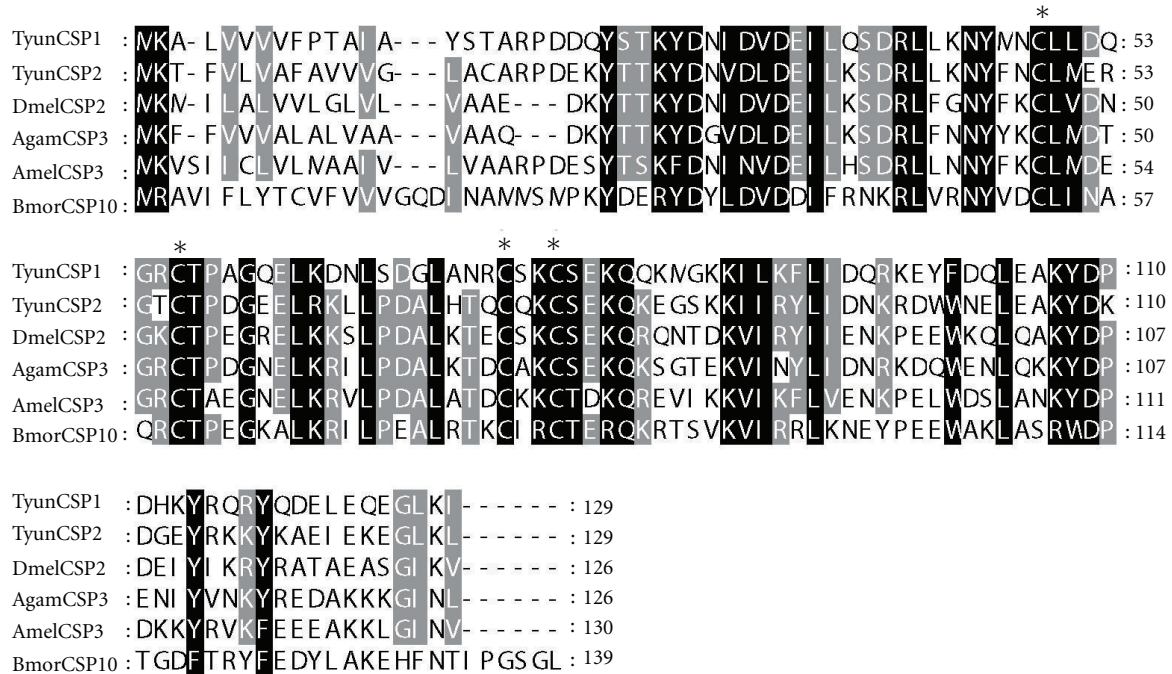 *
TyunCSP1 : MKA-LVVVVFPTAIA---YSTARPDDQYSTKYDNIDVDEILQSDRLLKNYMNCLLDQ : 53
TyunCSP2 : MKT-FVLVAFAVVVG---LACARPDEKYTTKYDNVDLDEILKSDRLLKNYFNCLMER : 53
DmelCSP2 : MKM-ILALVVLGLVL---VAAE---DKYTTKYDNIDVDEILKSDRLFGNYFKCLVDN : 50
AgamCSP3 : MKF-FVVVALALVAA---VAAQ---DKYTTKYDGVDLDEILKSDRLFNNYYKCLMDT : 50
AmelCSP3 : MKVSILCLVLMAAIV---LVAARPDESYTSKFDNINVDEILHSDRLLNNYFKCLMDE : 54
BmorCSP10 : MRAVIFLYTCVFVVVGQDINAMMSMPKYDERYDYLDVDDIFRNKRLVRNYVDCLINA : 57
* * *
TyunCSP1 : GRCTPAGQELKDNLSDGLANRCSKCSEKQQKMGKKILKFLIDQRKEYFDQLEAKYDP : 110
TyunCSP2 : GTCTPDGEELRKLLPDALHTQCQKCSEKQKEGSKKIIRYLIDNKRDWWNELEAKYDK : 110
DmelCSP2 : GKCTPEGRELKKSLPDALKTECSKCSEKQRQNTDKVIRYIIENKPEEWKQLQAKYDP : 107
AgamCSP3 : GRCTPDGNELKRILPDALKTDCAKCSEKQKSGTEKVINYLIDNRKDQWENLQKKYDP : 107
AmelCSP3 : GRCTAEGNELKRVLPDALATDCKKCTDKQREVIKKVIKFLVENKPELWDSLANKYDP : 111
BmorCSP10 : QRCTPEGKALKRILPEALRTKCIRCTERQKRTSVKVIRRLKNEYPEEWAKLASRWDP : 114
TyunCSP1 : DHKYRQRYQDELEQEGLKI------ : 129
TyunCSP2 : DGEYRKKYKAEIEKEGLKL------ : 129
DmelCSP2 : DEIYIKRYRATAEASGIKV------ : 126
AgamCSP3 : ENIYVNKYREDAKKKGINL------ : 126
AmelCSP3 : DKKYRVKFEEEAKKLGINV------ : 130
BmorCSP10 : TGDFTRYFEDYLAKEHFNTIPGSGL : 139